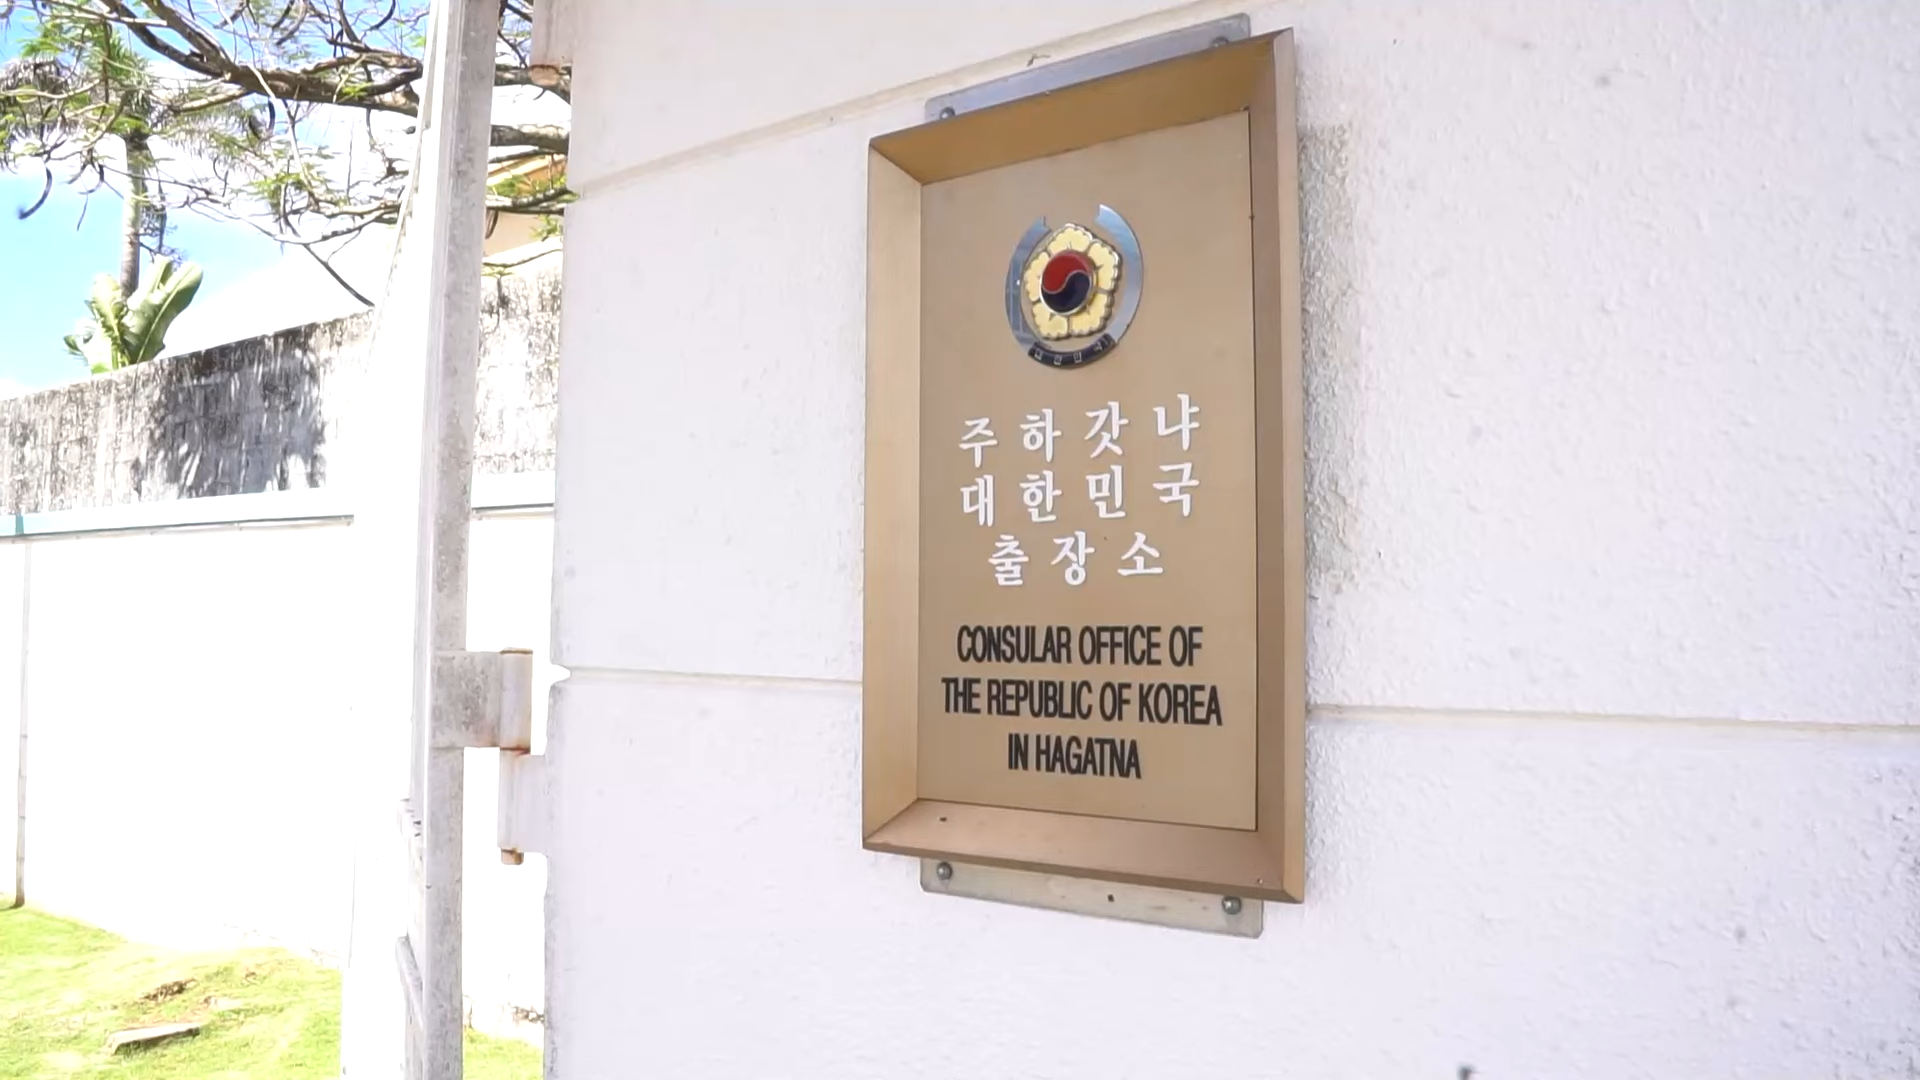 주하갓냐
대한민국
출장소
CONSULAR OFFICE OF
THE REPUBLIC OF KOREA
IN HAGATNA